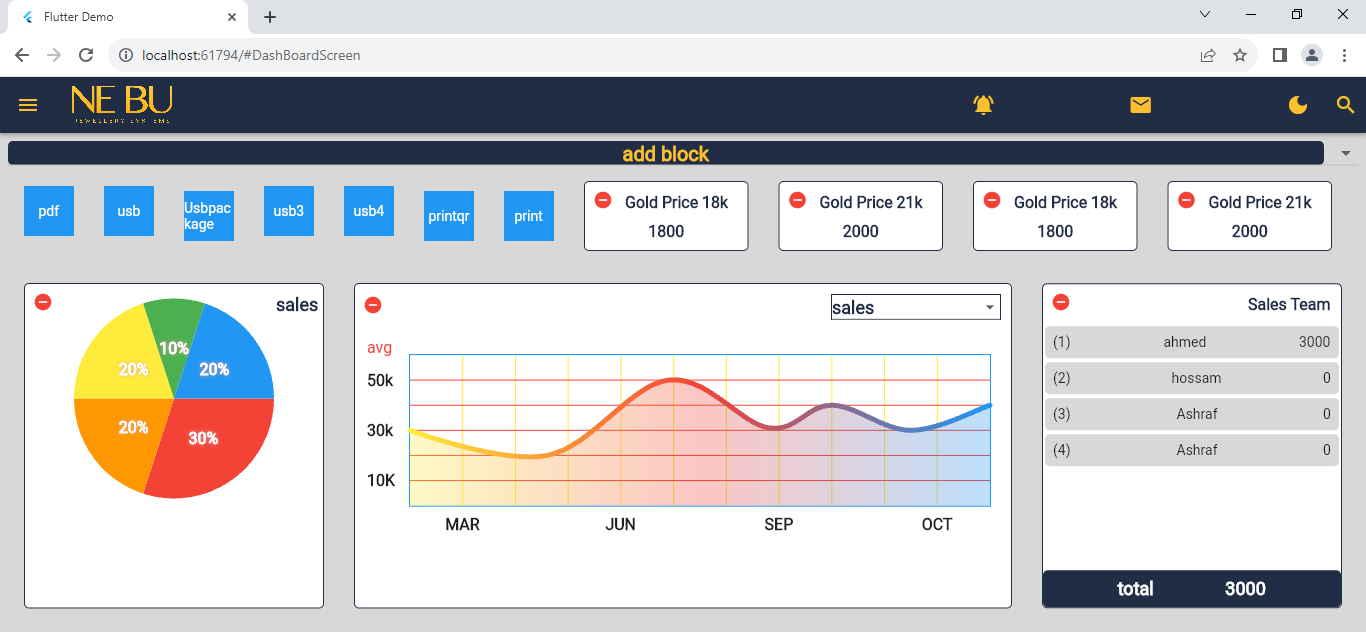 Flutter Demo
localhost:61794/#DashBoardScreen
NE BU
JEWELLERY SYSTEMS
add block
pdf
usb
Usbpac
kage
usb3
usb4
printqr
print
Gold Price 18k
1800
Gold Price 21k
2000
Gold Price 18k
1800
Gold Price 21k
2000
sales
10%
20%
20%
20%
30%
sales
avg
50k
30k
10K
MAR JUN SEP OCT
Sales Team
(1) ahmed 3000
(2) hossam 0
(3) Ashraf 0
(4) Ashraf 0
total 3000